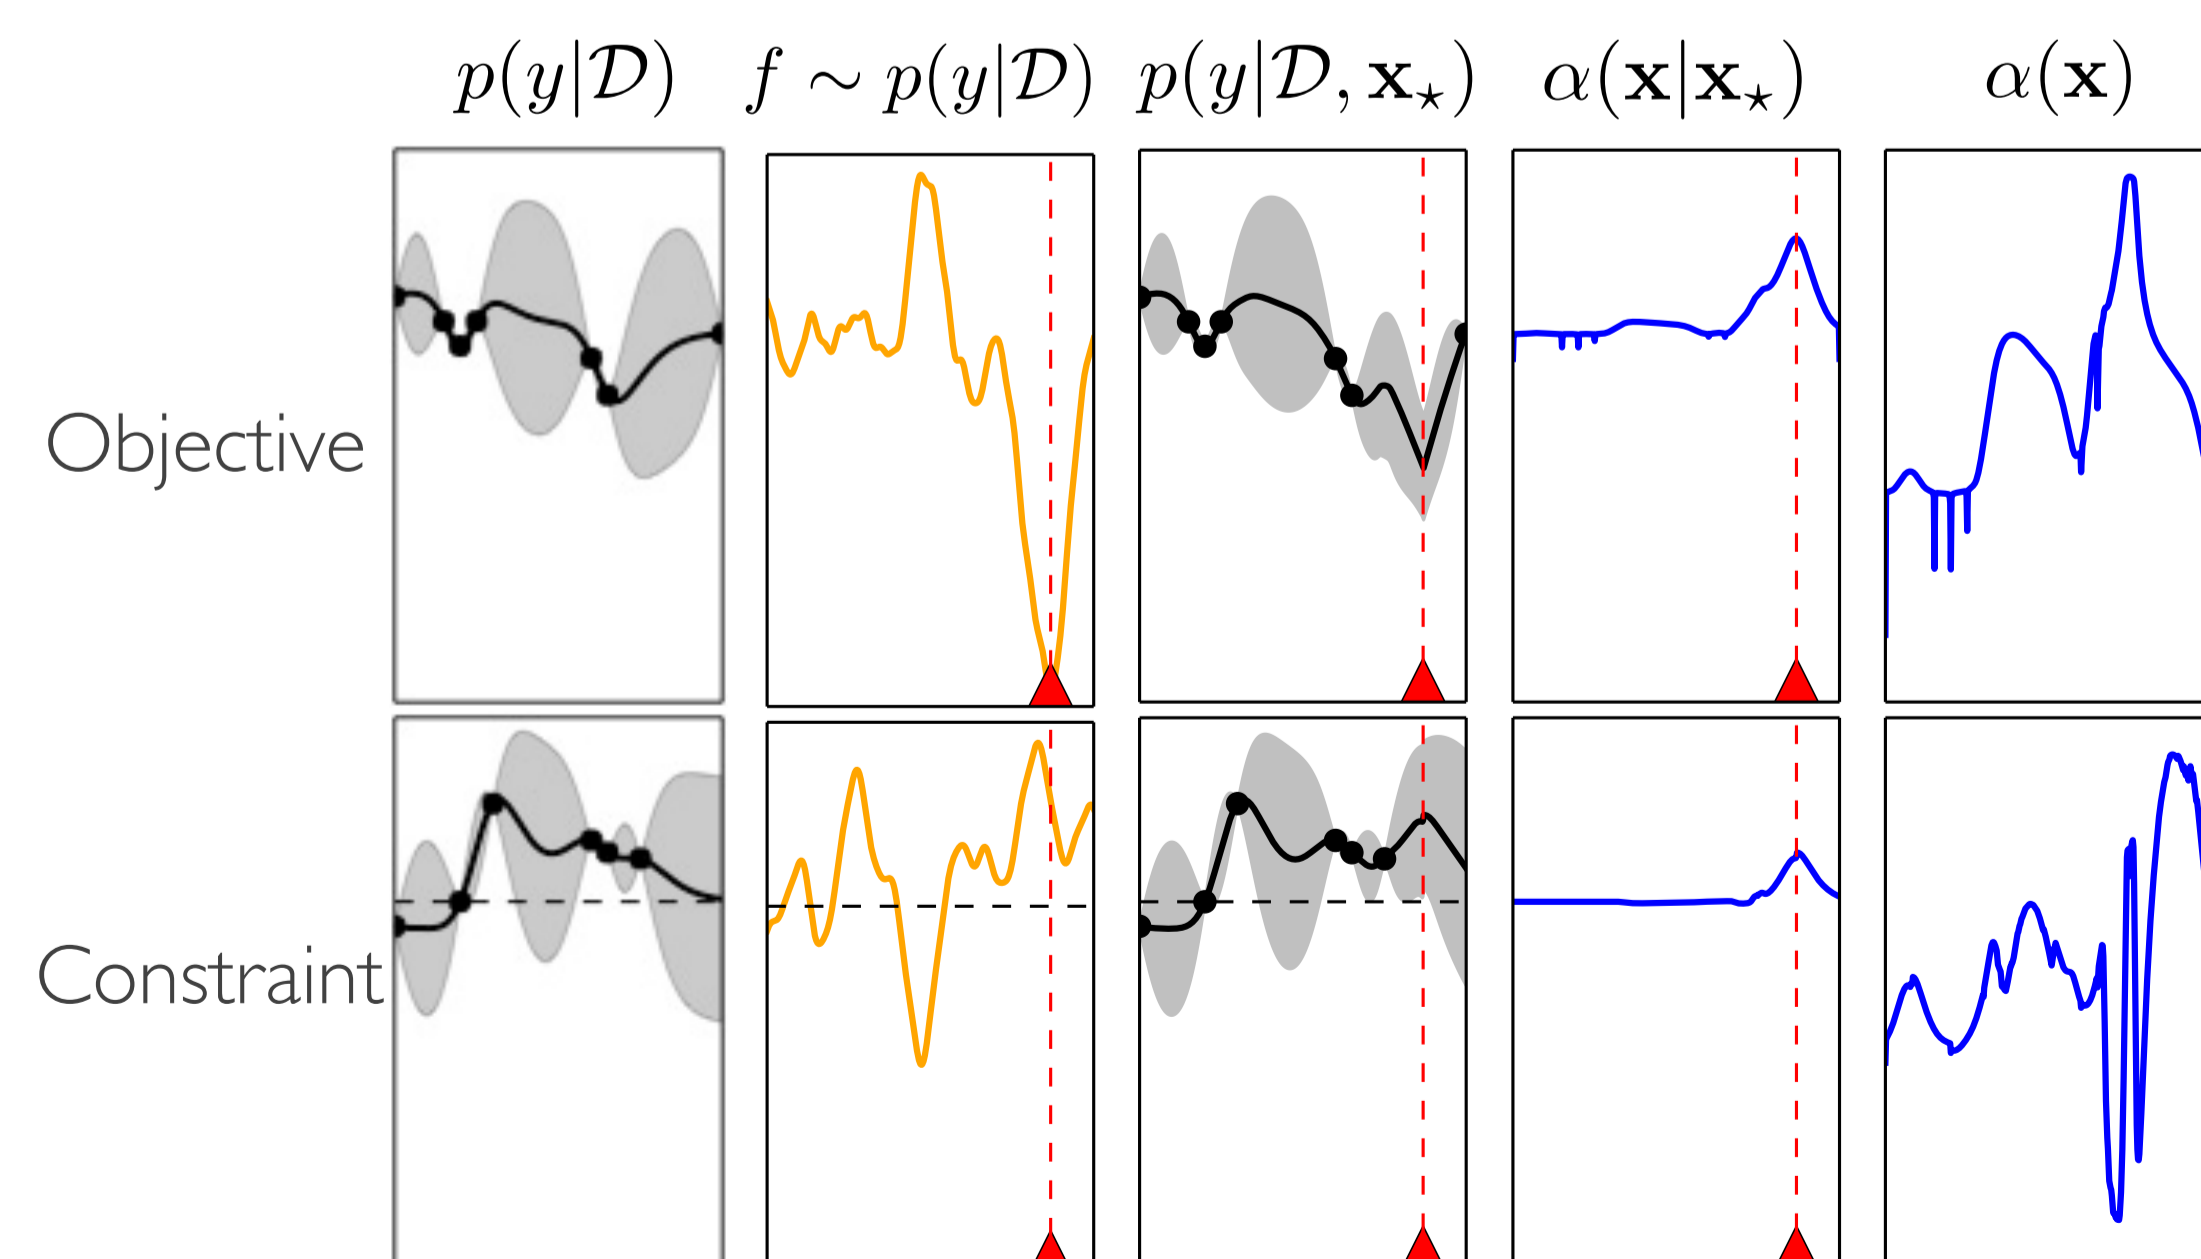 p(y|𝒟) f ∼ p(y|𝒟) p(y|𝒟, 𝐱⋆) α(𝐱|𝐱⋆) α(𝐱)
Objective
Constraint